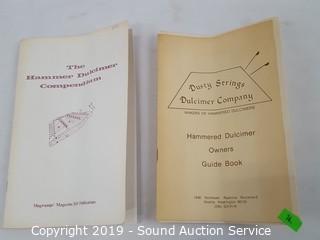 The
Hammer Dulcimer
Compendium
Dusty Strings
Dulcimer Company
MAKERS OF HAMMERED DULCIMERS
Hammered Dulcimer
Owners
Guide Book
Copyright 2019 - Sound Auction Service